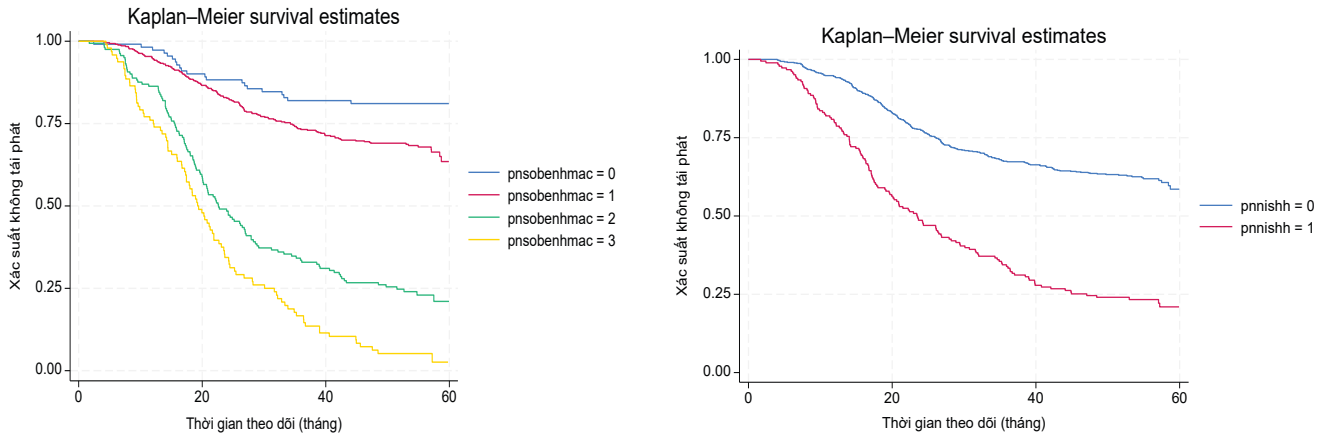 Kaplan–Meier survival estimates
Xác suất không tái phát
1.00
0.75
0.50
0.25
0.00
0 20 40 60
Thời gian theo dõi (tháng)
pnsobenhmac = 0
pnsobenhmac = 1
pnsobenhmac = 2
pnsobenhmac = 3
Kaplan–Meier survival estimates
Xác suất không tái phát
1.00
0.75
0.50
0.25
0.00
0 20 40 60
Thời gian theo dõi (tháng)
pnnishh = 0
pnnishh = 1